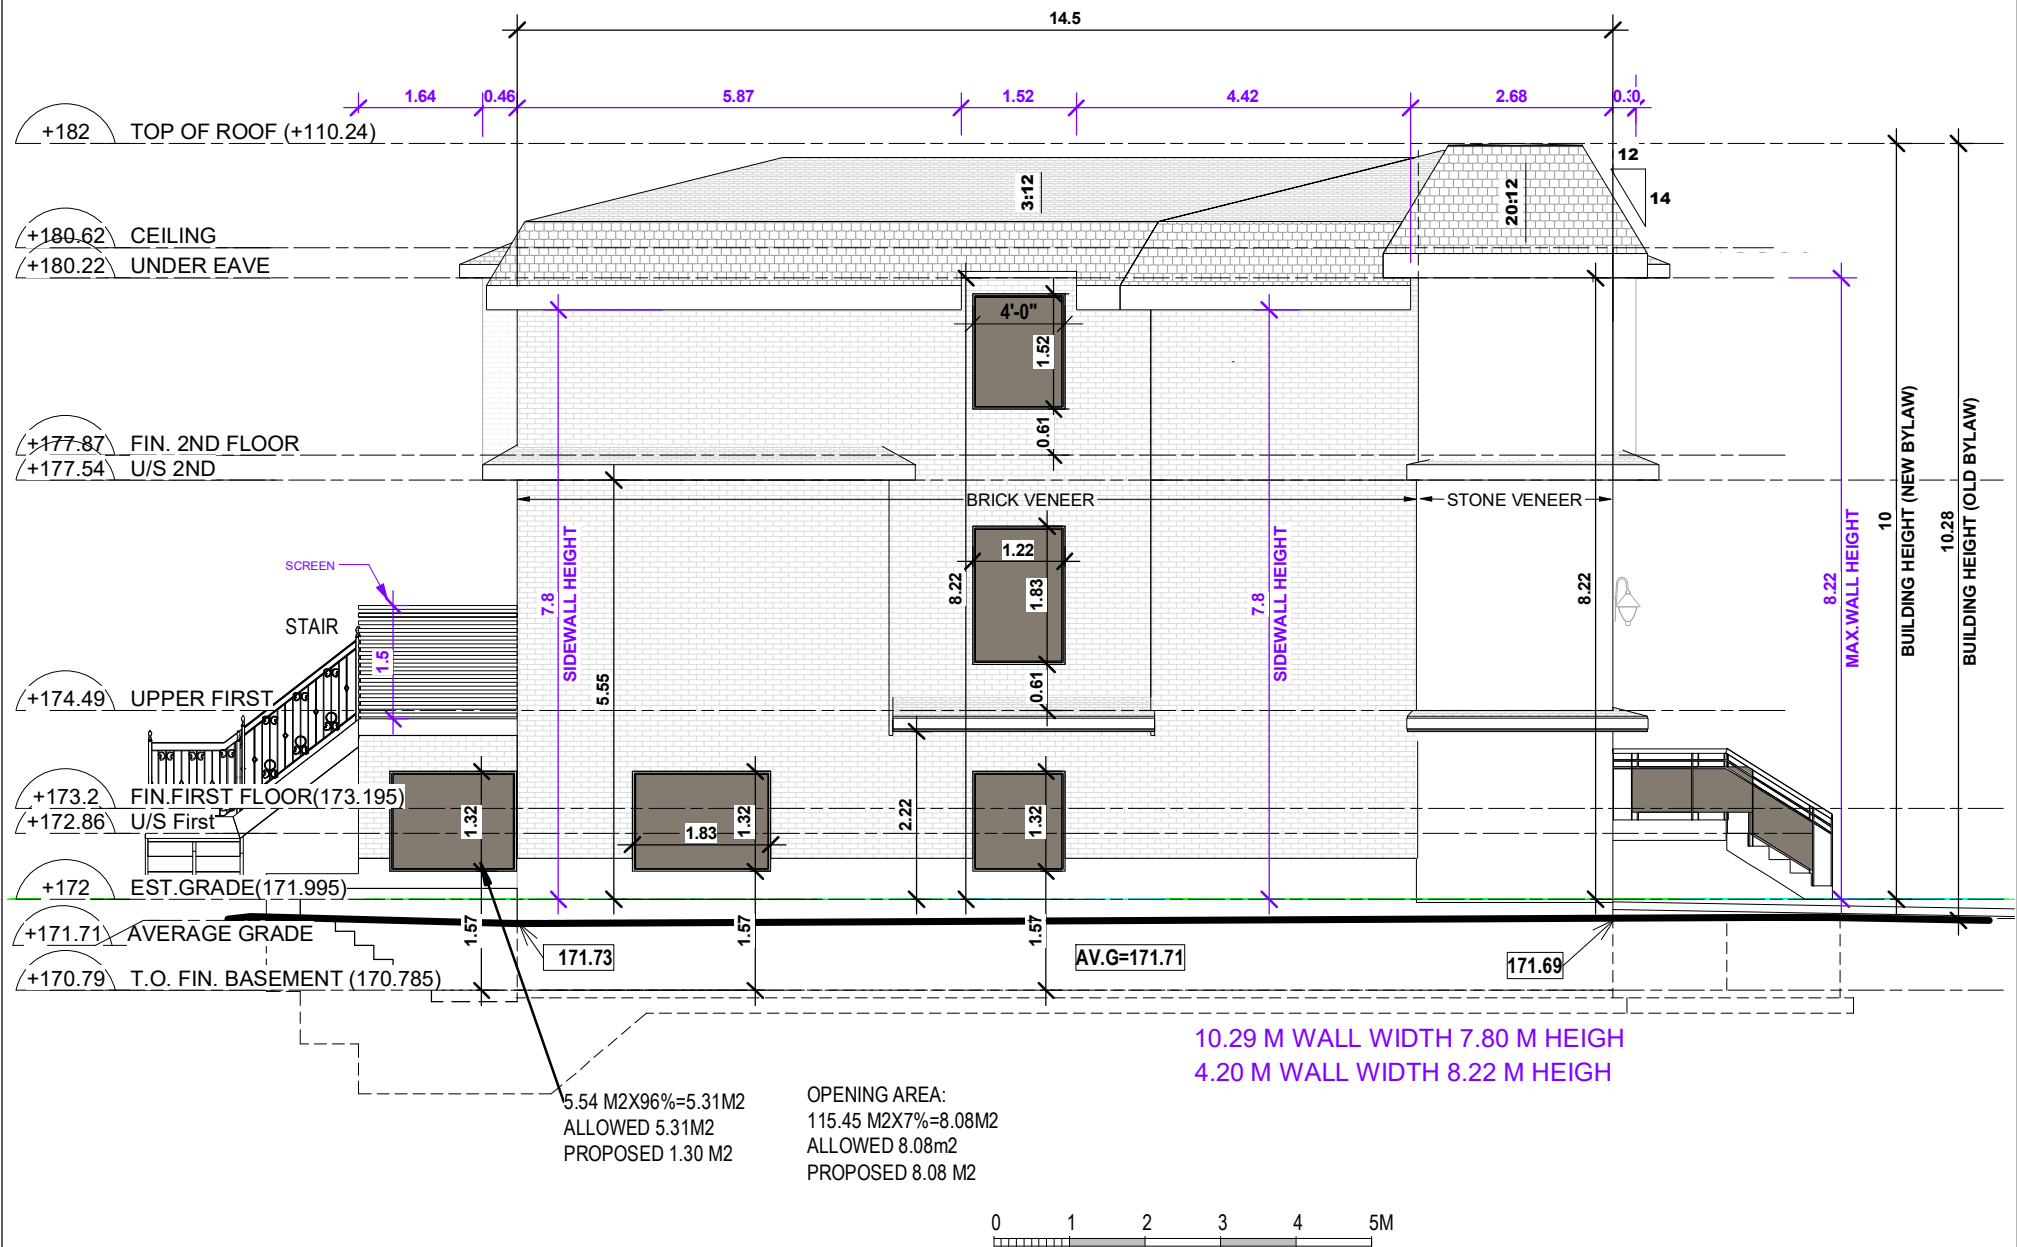 14.5
1.64 0.46 5.87 1.52 4.42 2.68 0.30
+182 TOP OF ROOF (+110.24)
12
14
3:12
20:12
+180.62 CEILING
+180.22 UNDER EAVE
4'-0"
1.52
0.61
+177.87 FIN. 2ND FLOOR
+177.54 U/S 2ND
BRICK VENEER
STONE VENEER
SCREEN
STAIR
1.5
7.8
SIDEWALL HEIGHT
5.55
8.22
1.22
1.83
0.61
7.8
SIDEWALL HEIGHT
8.22
8.22
MAX.WALL HEIGHT
10
BUILDING HEIGHT (NEW BYLAW)
10.28
BUILDING HEIGHT (OLD BYLAW)
+174.49 UPPER FIRST
+173.2 FIN.FIRST FLOOR(173.195)
+172.86 U/S First
1.32
1.83
1.32
2.22
1.32
+172 EST.GRADE(171.995)
+171.71 AVERAGE GRADE
1.57
1.57
1.57
171.73
AV.G=171.71
171.69
+170.79 T.O. FIN. BASEMENT (170.785)
10.29 M WALL WIDTH 7.80 M HEIGH
4.20 M WALL WIDTH 8.22 M HEIGH
5.54 M2X96%=5.31M2
ALLOWED 5.31M2
PROPOSED 1.30 M2
OPENING AREA:
115.45 M2X7%=8.08M2
ALLOWED 8.08m2
PROPOSED 8.08 M2
0 1 2 3 4 5M